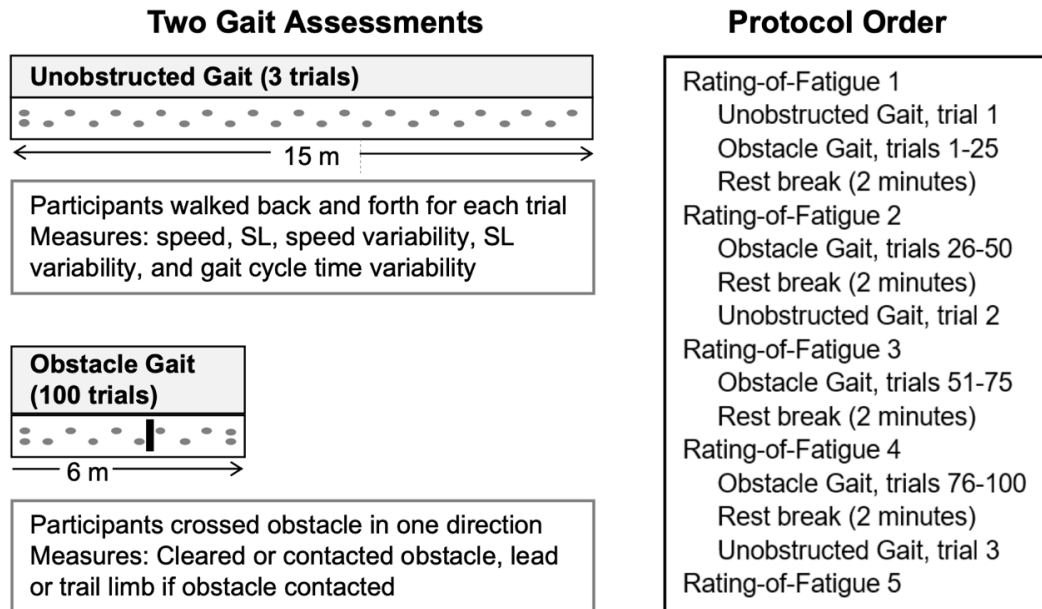 Two Gait Assessments
Unobstructed Gait (3 trials)
15 m
Participants walked back and forth for each trial
Measures: speed, SL, speed variability, SL
variability, and gait cycle time variability
Obstacle Gait
(100 trials)
6 m
Participants crossed obstacle in one direction
Measures: Cleared or contacted obstacle, lead
or trail limb if obstacle contacted
Protocol Order
Rating-of-Fatigue 1
Unobstructed Gait, trial 1
Obstacle Gait, trials 1-25
Rest break (2 minutes)
Rating-of-Fatigue 2
Obstacle Gait, trials 26-50
Rest break (2 minutes)
Unobstructed Gait, trial 2
Rating-of-Fatigue 3
Obstacle Gait, trials 51-75
Rest break (2 minutes)
Rating-of-Fatigue 4
Obstacle Gait, trials 76-100
Rest break (2 minutes)
Unobstructed Gait, trial 3
Rating-of-Fatigue 5